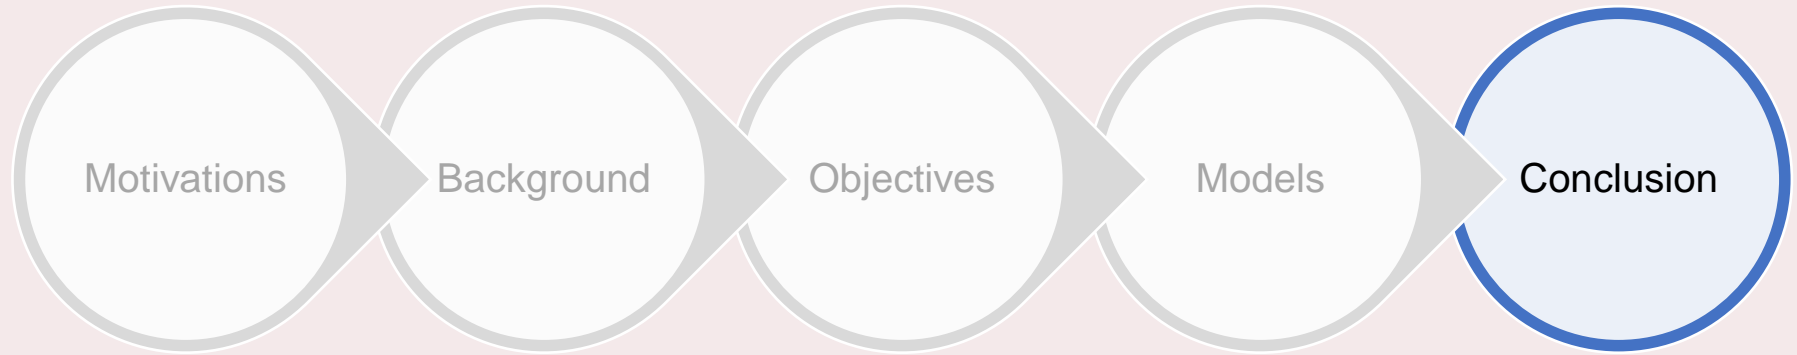 Motivations
Background
Objectives
Models
Conclusion